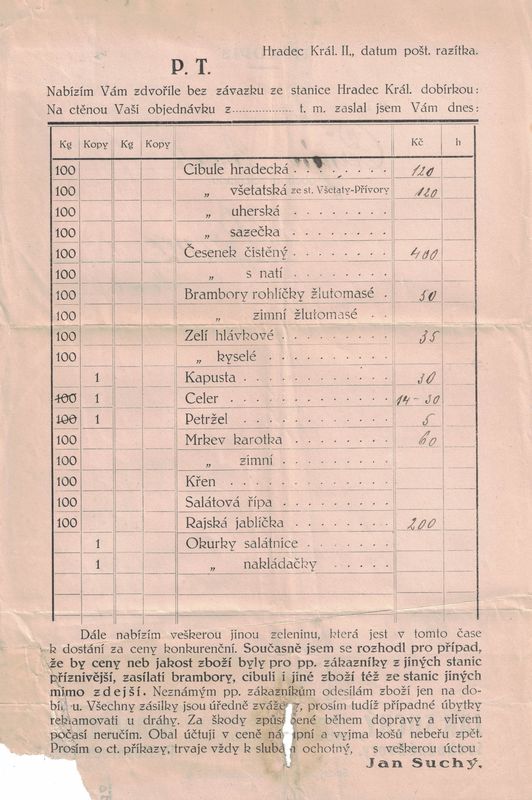 Hradec Král. II., datum pošt. razítka.
P. T.
Nabízím Vám zdvořile bez závazku ze stanice Hradec Král. dobírkou:
Na ctěnou Vaši objednávku z.................... t. m. zaslal jsem Vám dnes:
Kg Kopy Kg Kopy Kč h
100 Cibule hradecká . . . . . . . . 120
100 „ všetatská ze st. Všetaty-Přívory 120
100 „ uherská . . . . . . . .
100 „ sazečka . . . . . . . .
100 Česenek čistěný . . . . . . . . 400
100 „ s natí . . . . . . . .
100 Brambory rohlíčky žlutomasé . 50
100 „ zimní žlutomasé . .
100 Zelí hlávkové . . . . . . . . . 35
100 „ kyselé . . . . . . . . .
1 Kapusta . . . . . . . . . . . . 30
100 1 Celer . . . . . . . . . . . . . 14-30
100 1 Petržel . . . . . . . . . . . . 5
100 Mrkev karotka . . . . . . . . . 60
100 „ zimní . . . . . . . . .
100 Křen . . . . . . . . . . . . .
100 Salátová řípa . . . . . . . . .
100 Rajská jablíčka . . . . . . . . 200
1 Okurky salátnice . . . . . . .
1 „ nakládačky . . . . .
Dále nabízím veškerou jinou zeleninu, která jest v tomto čase
k dostání za ceny konkurenční. Současně jsem se rozhodl pro případ,
že by ceny neb jakost zboží byly pro pp. zákazníky z jiných stanic
příznivější, zasílati brambory, cibuli i jiné zboží též ze stanic jiných
mimo zdejší. Neznámým pp. zákazníkům odesílám zboží jen na do-
bírku. Všechny zásilky jsou úředně zváženy, prosím tudíž případné úbytky
reklamovati u dráhy. Za škody způsobené během dopravy a vlivem
počasí neručím. Obal účtuji v ceně nákupní a vyjma košů neberu zpět.
Prosím o ct. příkazy, trvaje vždy k službám ochotný, s veškerou úctou
Jan Suchý.